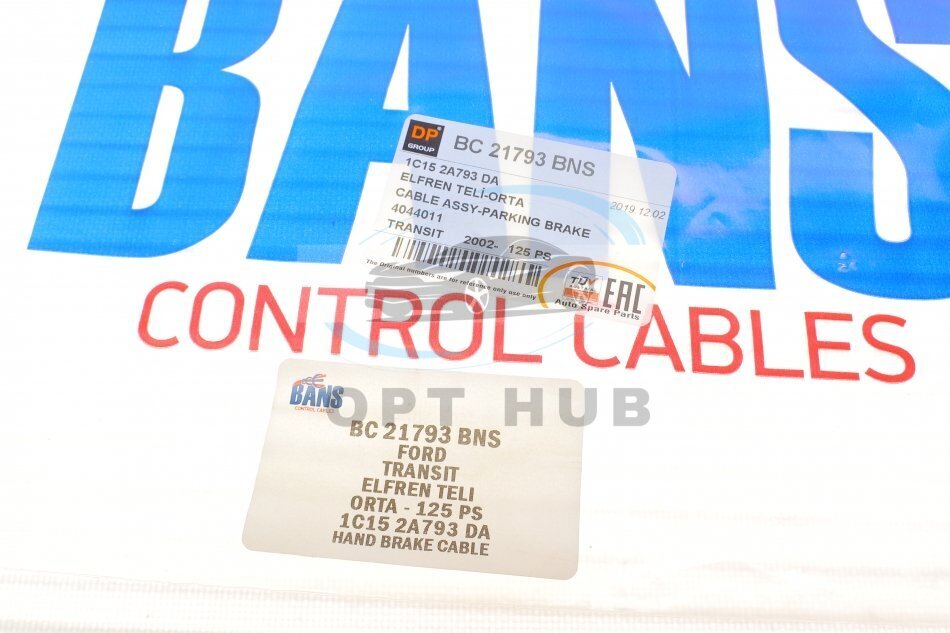 BANS
DP®
GROUP
BC 21793 BNS
1C15 2A793 DA
ELFREN TELİ-ORTA
2019.12.02
CABLE ASSY-PARKING BRAKE
4044011
TRANSIT 2002- 125 PS
The Original numbers are for reference only use only
EAC
Auto Spare Parts
CONTROL CABLES
OPT HUB
BANS
CONTROL CABLES
BC 21793 BNS
FORD
TRANSIT
ELFREN TELI
ORTA - 125 PS
1C15 2A793 DA
HAND BRAKE CABLE